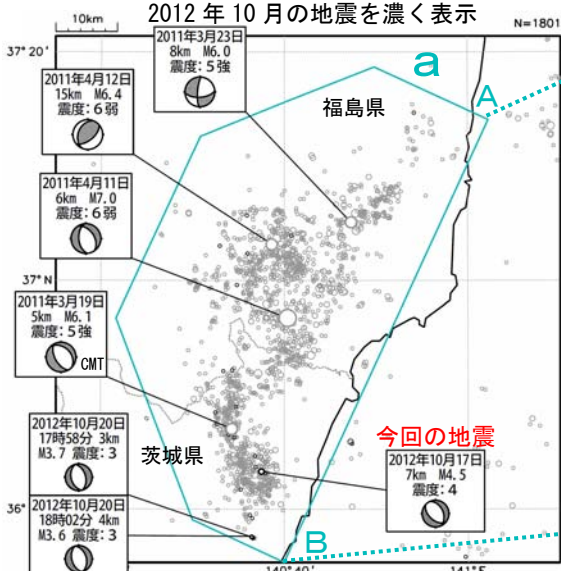 2012 年 10 月の地震を濃く表示
10km
N=1801
37° 20′
2011年3月23日
8km M6.0
震度:5強
a
A
2011年4月12日
15km M6.4
震度:6弱
福島県
2011年4月11日
6km M7.0
震度:6弱
37° N
2011年3月19日
5km M6.1
震度:5強
CMT
2012年10月20日
17時58分 3km
M3.7 震度:3
茨城県
今回の地震
2012年10月17日
7km M4.5
震度:4
36°
2012年10月20日
18時02分 4km
M3.6 震度:3
B
140°40′
141°5